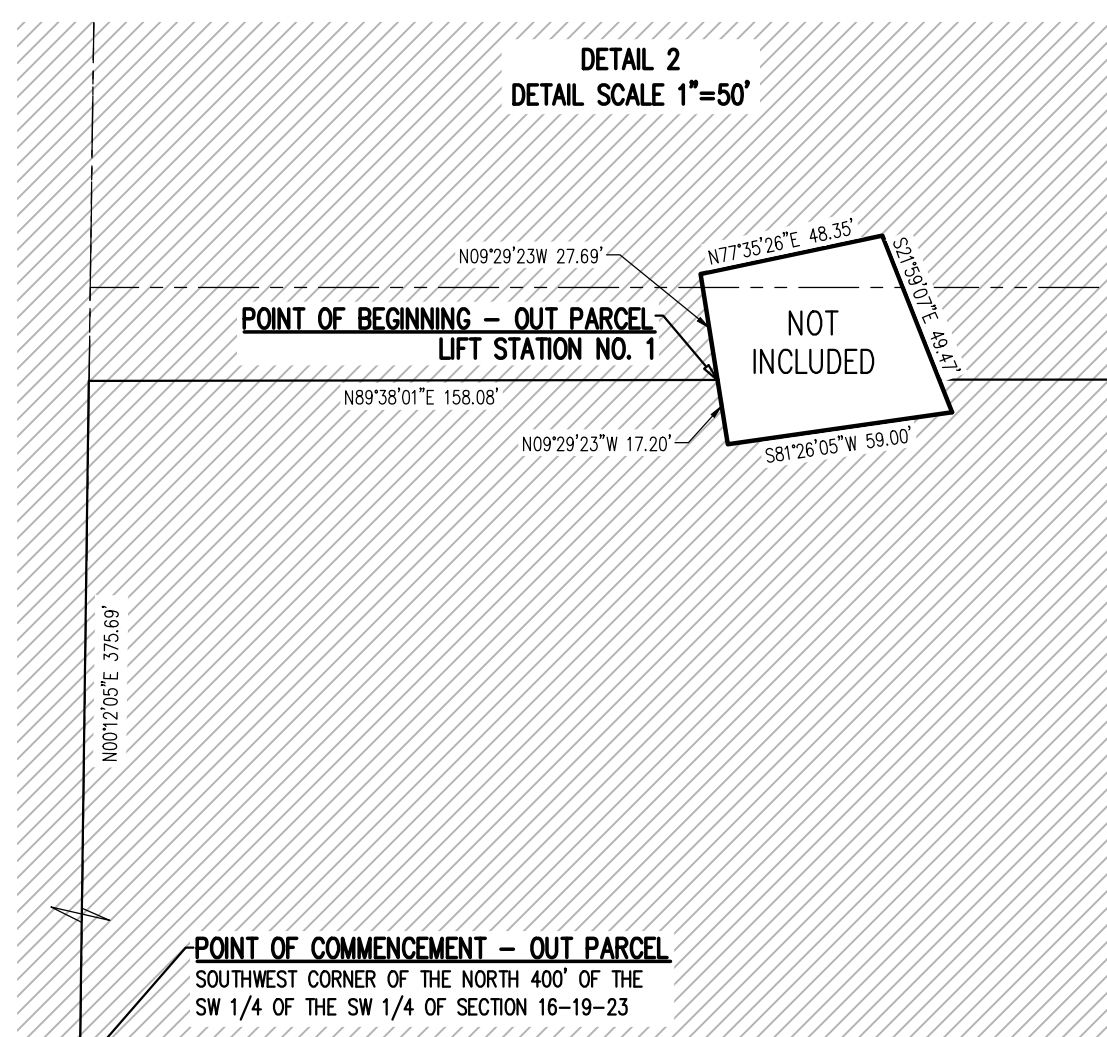 DETAIL 2
DETAIL SCALE 1"=50'
N77°35'26"E 48.35'
N09°29'23W 27.69'
S21°59'07"E 49.47'
POINT OF BEGINNING - OUT PARCEL
LIFT STATION NO. 1
NOT
INCLUDED
N89°38'01"E 158.08'
N09°29'23"W 17.20'
S81°26'05"W 59.00'
N00°12'05"E 375.69'
POINT OF COMMENCEMENT - OUT PARCEL
SOUTHWEST CORNER OF THE NORTH 400' OF THE
SW 1/4 OF THE SW 1/4 OF SECTION 16-19-23